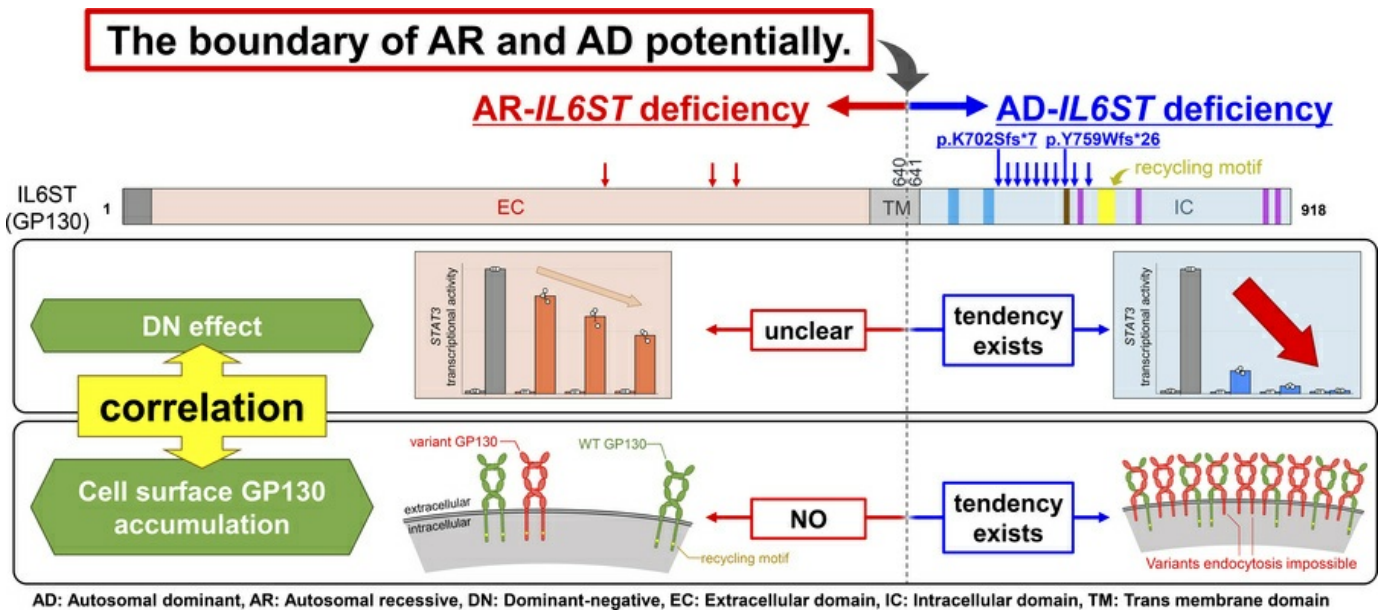 The boundary of AR and AD potentially.
AR-IL6ST deficiency
AD-IL6ST deficiency
p.K702Sfs*7 p.Y759Wfs*26
640
641
recycling motif
IL6ST
(GP130)
1
EC
TM
IC
918
DN effect
STAT3
transcriptional activity
unclear
tendency
exists
STAT3
transcriptional activity
correlation
Cell surface GP130
accumulation
variant GP130
WT GP130
extracellular
intracellular
recycling motif
NO
tendency
exists
Variants endocytosis impossible
AD: Autosomal dominant, AR: Autosomal recessive, DN: Dominant-negative, EC: Extracellular domain, IC: Intracellular domain, TM: Trans membrane domain